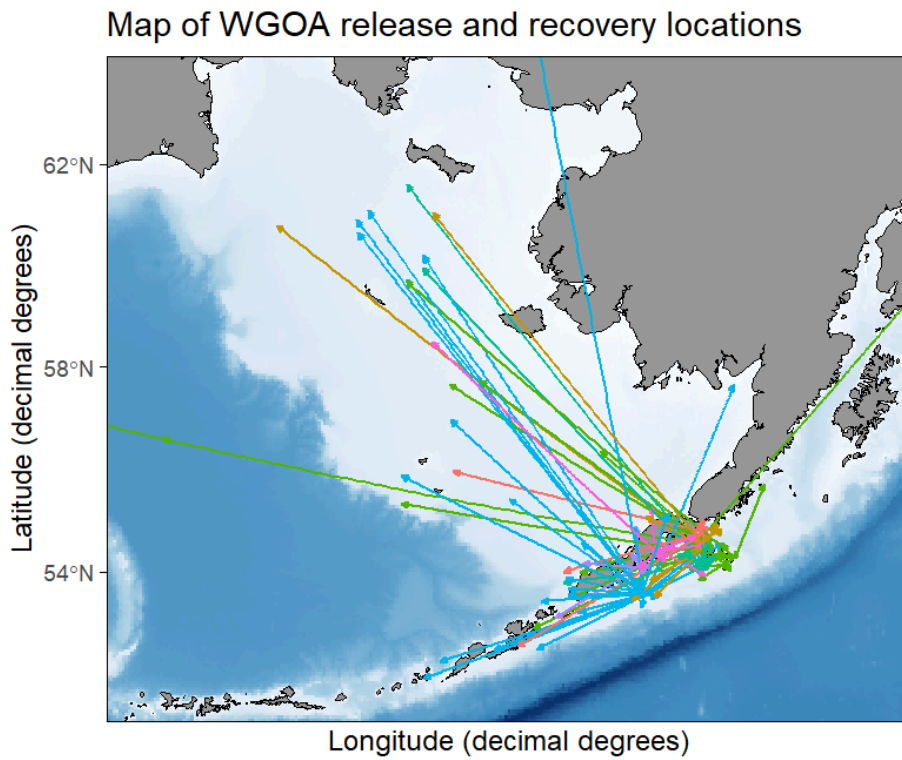 Map of WGOA release and recovery locations
62°N
58°N
54°N
Latitude (decimal degrees)
Longitude (decimal degrees)